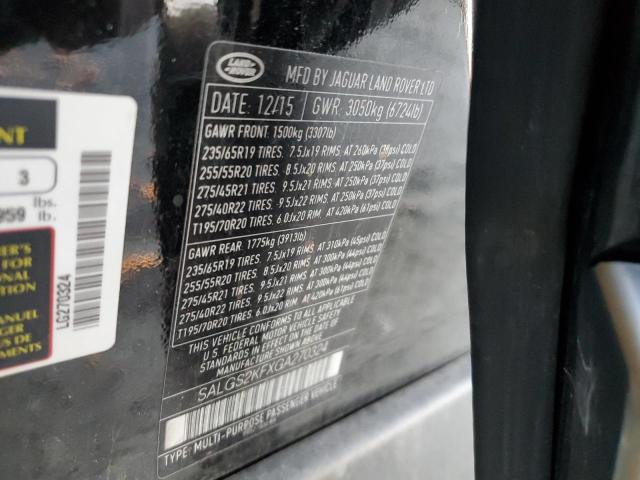 LAND ROVER
MFD BY JAGUAR LAND ROVER LTD
DATE: 12/15 GWR: 3050kg (6724lb)
GAWR FRONT: 1500kg (3307lb)
235/65R19 TIRES. 7.5Jx19 RIMS. AT 260kPa (38psi) COLD
255/55R20 TIRES. 8.5Jx20 RIMS. AT 250kPa (37psi) COLD
275/45R21 TIRES. 9.5Jx21 RIMS. AT 250kPa (37psi) COLD
275/40R22 TIRES. 9.5Jx22 RIMS. AT 250kPa (37psi) COLD
T195/70R20 TIRES. 6.0Jx20 RIM. AT 420kPa (61psi) COLD
GAWR REAR: 1775kg (3913lb)
235/65R19 TIRES. 7.5Jx19 RIMS. AT 310kPa (45psi) COLD
255/55R20 TIRES. 8.5Jx20 RIMS. AT 300kPa (44psi) COLD
275/45R21 TIRES. 9.5Jx21 RIMS. AT 300kPa (44psi) COLD
275/40R22 TIRES. 9.5Jx22 RIMS. AT 300kPa (44psi) COLD
T195/70R20 TIRES. 6.0Jx20 RIM. AT 420kPa (61psi) COLD
THIS VEHICLE CONFORMS TO ALL APPLICABLE
U.S. FEDERAL MOTOR VEHICLE SAFETY
STANDARDS IN EFFECT ON THE DATE OF
MANUFACTURE SHOWN ABOVE
SALGS2KFXGA270324
TYPE: MULTI-PURPOSE PASSENGER VEHICLE
3
lbs.
959 lb.
LG270324
MANUEL